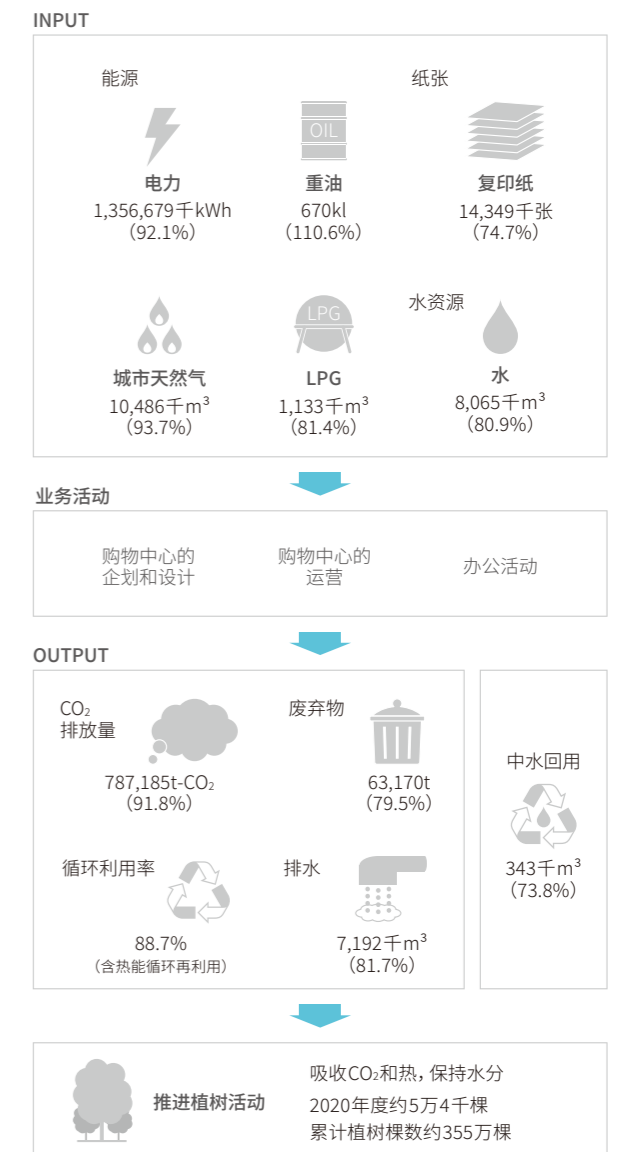 INPUT
能源
纸张
OIL
电力
重油
复印纸
1,356,679千kWh
670kl
14,349千张
（92.1%）
（110.6%）
（74.7%）
水资源
LPG
城市天然气
LPG
水
10,486千m³
1,133千m³
8,065千m³
（93.7%）
（81.4%）
（80.9%）
业务活动
购物中心的
企划和设计
购物中心的
运营
办公活动
OUTPUT
CO₂
排放量
787,185t-CO₂
（91.8%）
废弃物
63,170t
（79.5%）
循环利用率
88.7%
（含热能循环再利用）
排水
7,192千m³
（81.7%）
中水回用
343千m³
（73.8%）
推进植树活动
吸收CO₂和热，保持水分
2020年度约5万4千棵
累计植树棵数约355万棵